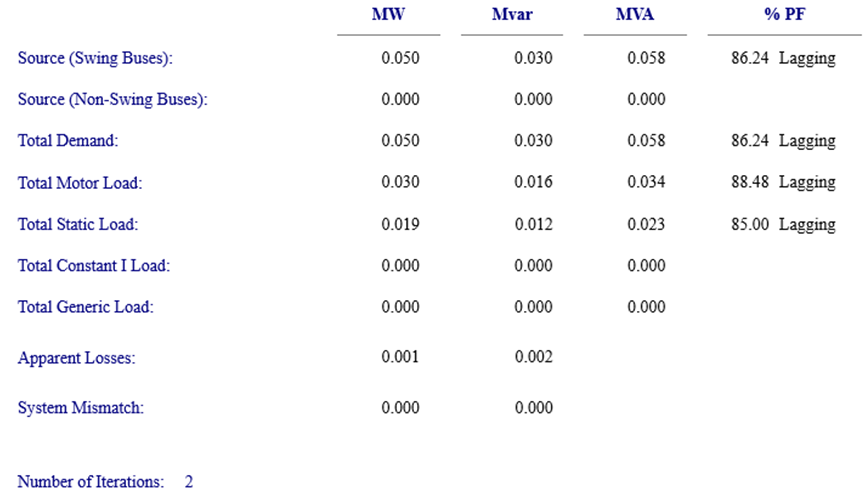 MW Mvar MVA % PF
Source (Swing Buses): 0.050 0.030 0.058 86.24 Lagging
Source (Non-Swing Buses): 0.000 0.000 0.000
Total Demand: 0.050 0.030 0.058 86.24 Lagging
Total Motor Load: 0.030 0.016 0.034 88.48 Lagging
Total Static Load: 0.019 0.012 0.023 85.00 Lagging
Total Constant I Load: 0.000 0.000 0.000
Total Generic Load: 0.000 0.000 0.000
Apparent Losses: 0.001 0.002
System Mismatch: 0.000 0.000
Number of Iterations: 2